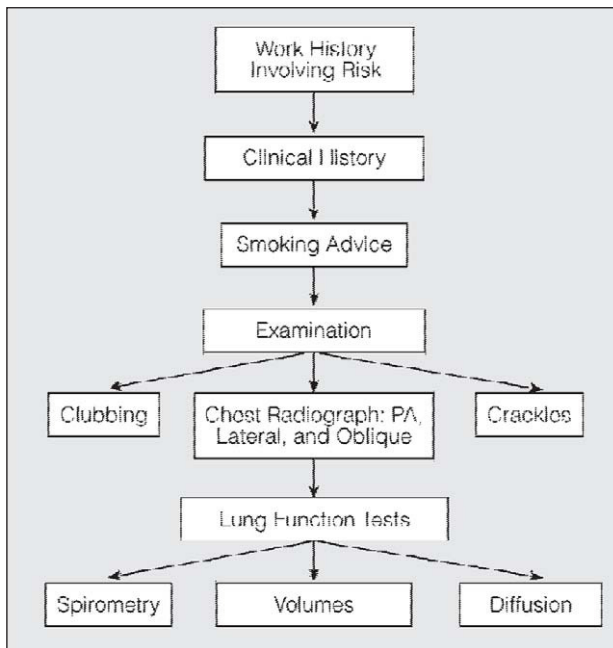 Work History
Involving Risk
Clinical History
Smoking Advice
Examination
Clubbing
Chest Radiograph: PA,
Lateral, and Oblique
Crackles
Lung Function Tests
Spirometry
Volumes
Diffusion